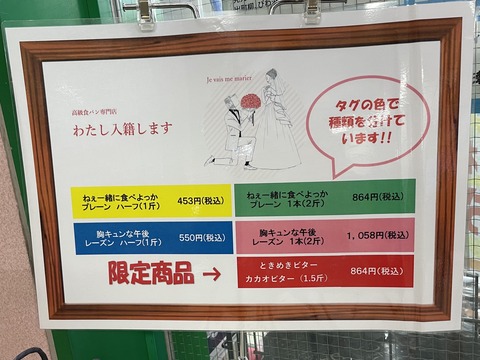 Je vais me marier
高級食パン専門店
わたし入籍します
タグの色で
種類を分けて
います!!
ねぇ一緒に食べよっか
プレーン ハーフ(1斤)
453円(税込)
ねぇ一緒に食べよっか
プレーン 1本(2斤)
864円(税込)
胸キュンな午後
レーズン ハーフ(1斤)
550円(税込)
胸キュンな午後
レーズン 1本(2斤)
1,058円(税込)
限定商品 →
ときめきビター
カカオビター (1.5斤)
864円(税込)